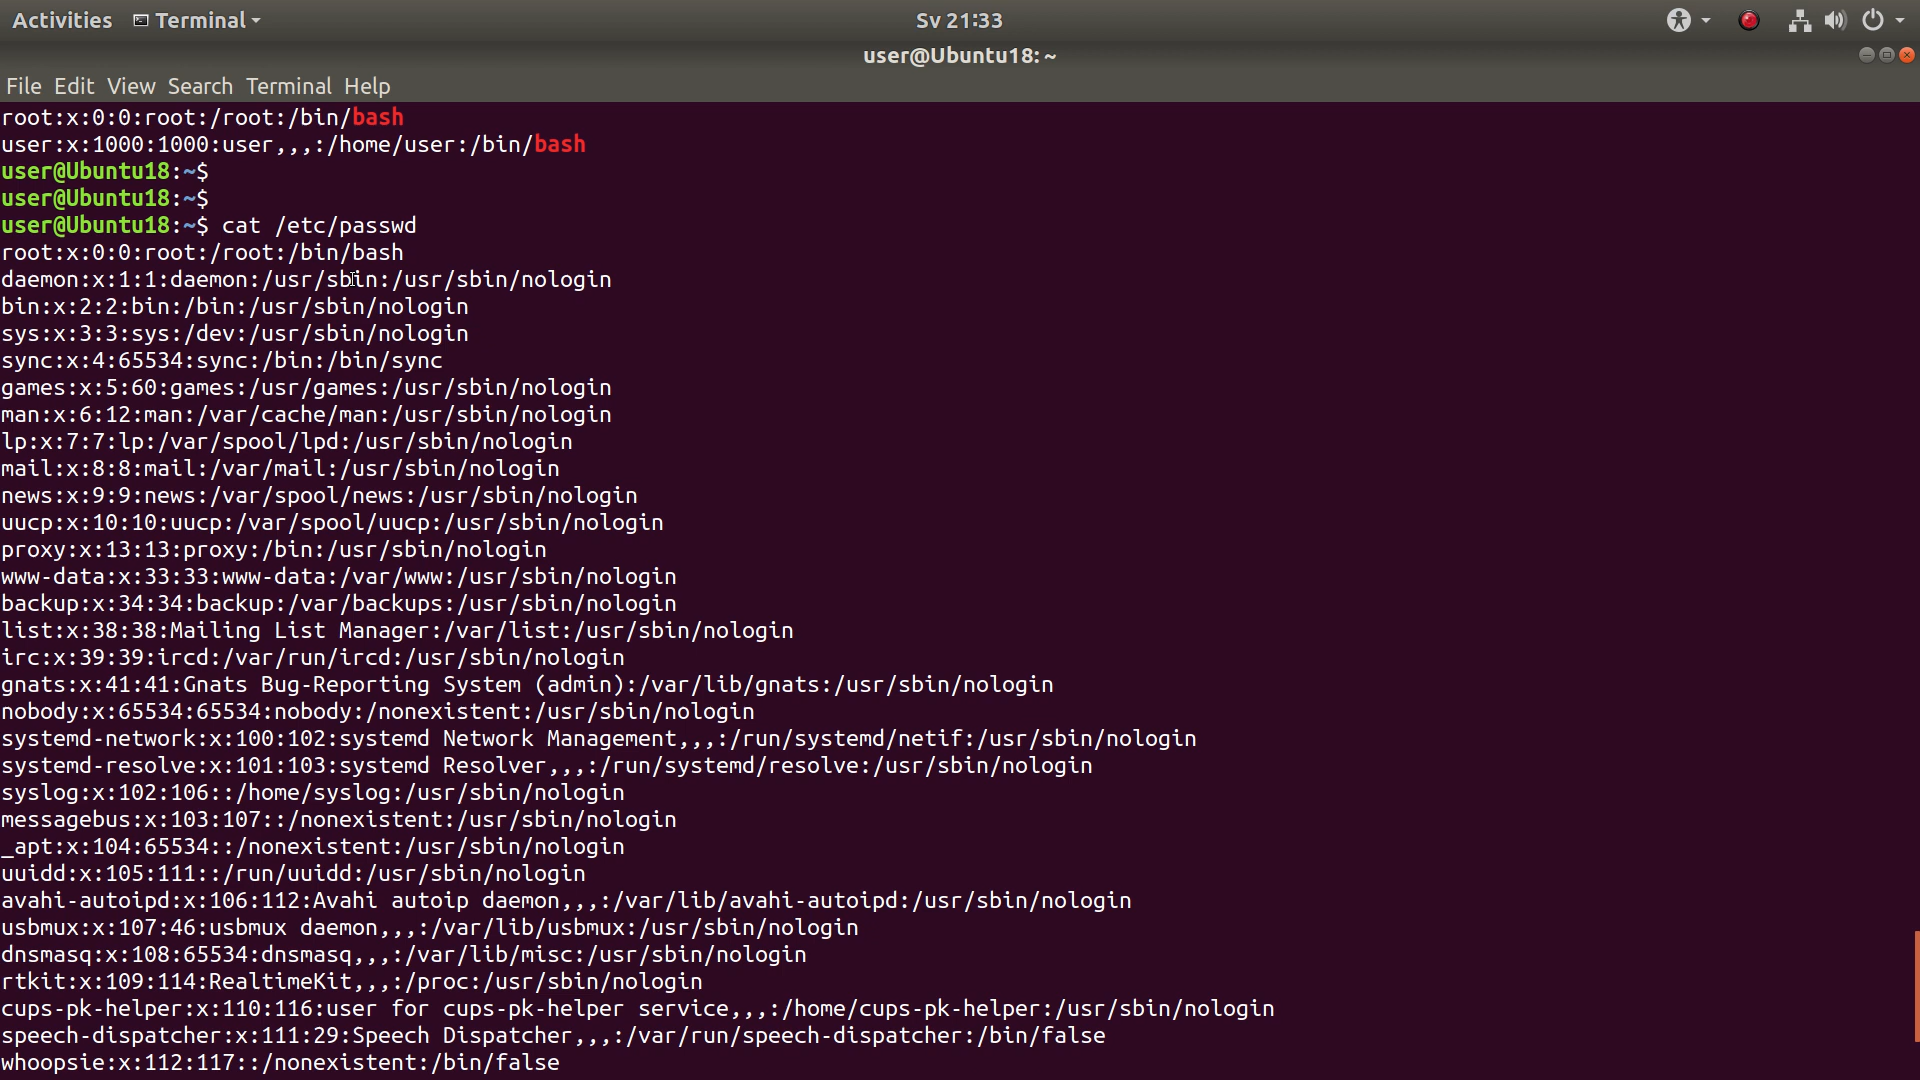 Activities Terminal Sv 21:33
user@Ubuntu18: ~
File Edit View Search Terminal Help
root:x:0:0:root:/root:/bin/bash
user:x:1000:1000:user,,,:/home/user:/bin/bash
user@Ubuntu18:~$
user@Ubuntu18:~$
user@Ubuntu18:~$ cat /etc/passwd
root:x:0:0:root:/root:/bin/bash
daemon:x:1:1:daemon:/usr/sbin:/usr/sbin/nologin
bin:x:2:2:bin:/bin:/usr/sbin/nologin
sys:x:3:3:sys:/dev:/usr/sbin/nologin
sync:x:4:65534:sync:/bin:/bin/sync
games:x:5:60:games:/usr/games:/usr/sbin/nologin
man:x:6:12:man:/var/cache/man:/usr/sbin/nologin
lp:x:7:7:lp:/var/spool/lpd:/usr/sbin/nologin
mail:x:8:8:mail:/var/mail:/usr/sbin/nologin
news:x:9:9:news:/var/spool/news:/usr/sbin/nologin
uucp:x:10:10:uucp:/var/spool/uucp:/usr/sbin/nologin
proxy:x:13:13:proxy:/bin:/usr/sbin/nologin
www-data:x:33:33:www-data:/var/www:/usr/sbin/nologin
backup:x:34:34:backup:/var/backups:/usr/sbin/nologin
list:x:38:38:Mailing List Manager:/var/list:/usr/sbin/nologin
irc:x:39:39:ircd:/var/run/ircd:/usr/sbin/nologin
gnats:x:41:41:Gnats Bug-Reporting System (admin):/var/lib/gnats:/usr/sbin/nologin
nobody:x:65534:65534:nobody:/nonexistent:/usr/sbin/nologin
systemd-network:x:100:102:systemd Network Management,,,:/run/systemd/netif:/usr/sbin/nologin
systemd-resolve:x:101:103:systemd Resolver,,,:/run/systemd/resolve:/usr/sbin/nologin
syslog:x:102:106::/home/syslog:/usr/sbin/nologin
messagebus:x:103:107::/nonexistent:/usr/sbin/nologin
_apt:x:104:65534::/nonexistent:/usr/sbin/nologin
uuidd:x:105:111::/run/uuidd:/usr/sbin/nologin
avahi-autoipd:x:106:112:Avahi autoip daemon,,,:/var/lib/avahi-autoipd:/usr/sbin/nologin
usbmux:x:107:46:usbmux daemon,,,:/var/lib/usbmux:/usr/sbin/nologin
dnsmasq:x:108:65534:dnsmasq,,,:/var/lib/misc:/usr/sbin/nologin
rtkit:x:109:114:RealtimeKit,,,:/proc:/usr/sbin/nologin
cups-pk-helper:x:110:116:user for cups-pk-helper service,,,:/home/cups-pk-helper:/usr/sbin/nologin
speech-dispatcher:x:111:29:Speech Dispatcher,,,:/var/run/speech-dispatcher:/bin/false
whoopsie:x:112:117::/nonexistent:/bin/false